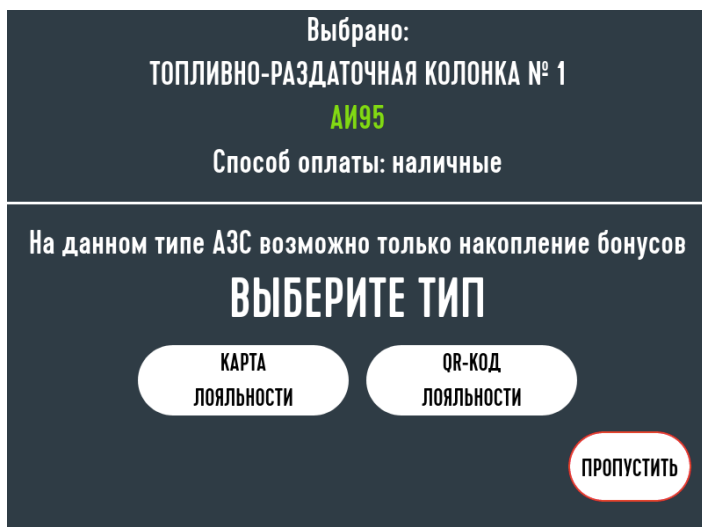 Выбрано:
ТОПЛИВНО-РАЗДАТОЧНАЯ КОЛОНКА № 1
АИ95
Способ оплаты: наличные
На данном типе АЗС возможно только накопление бонусов
ВЫБЕРИТЕ ТИП
КАРТА
ЛОЯЛЬНОСТИ
QR-КОД
ЛОЯЛЬНОСТИ
ПРОПУСТИТЬ